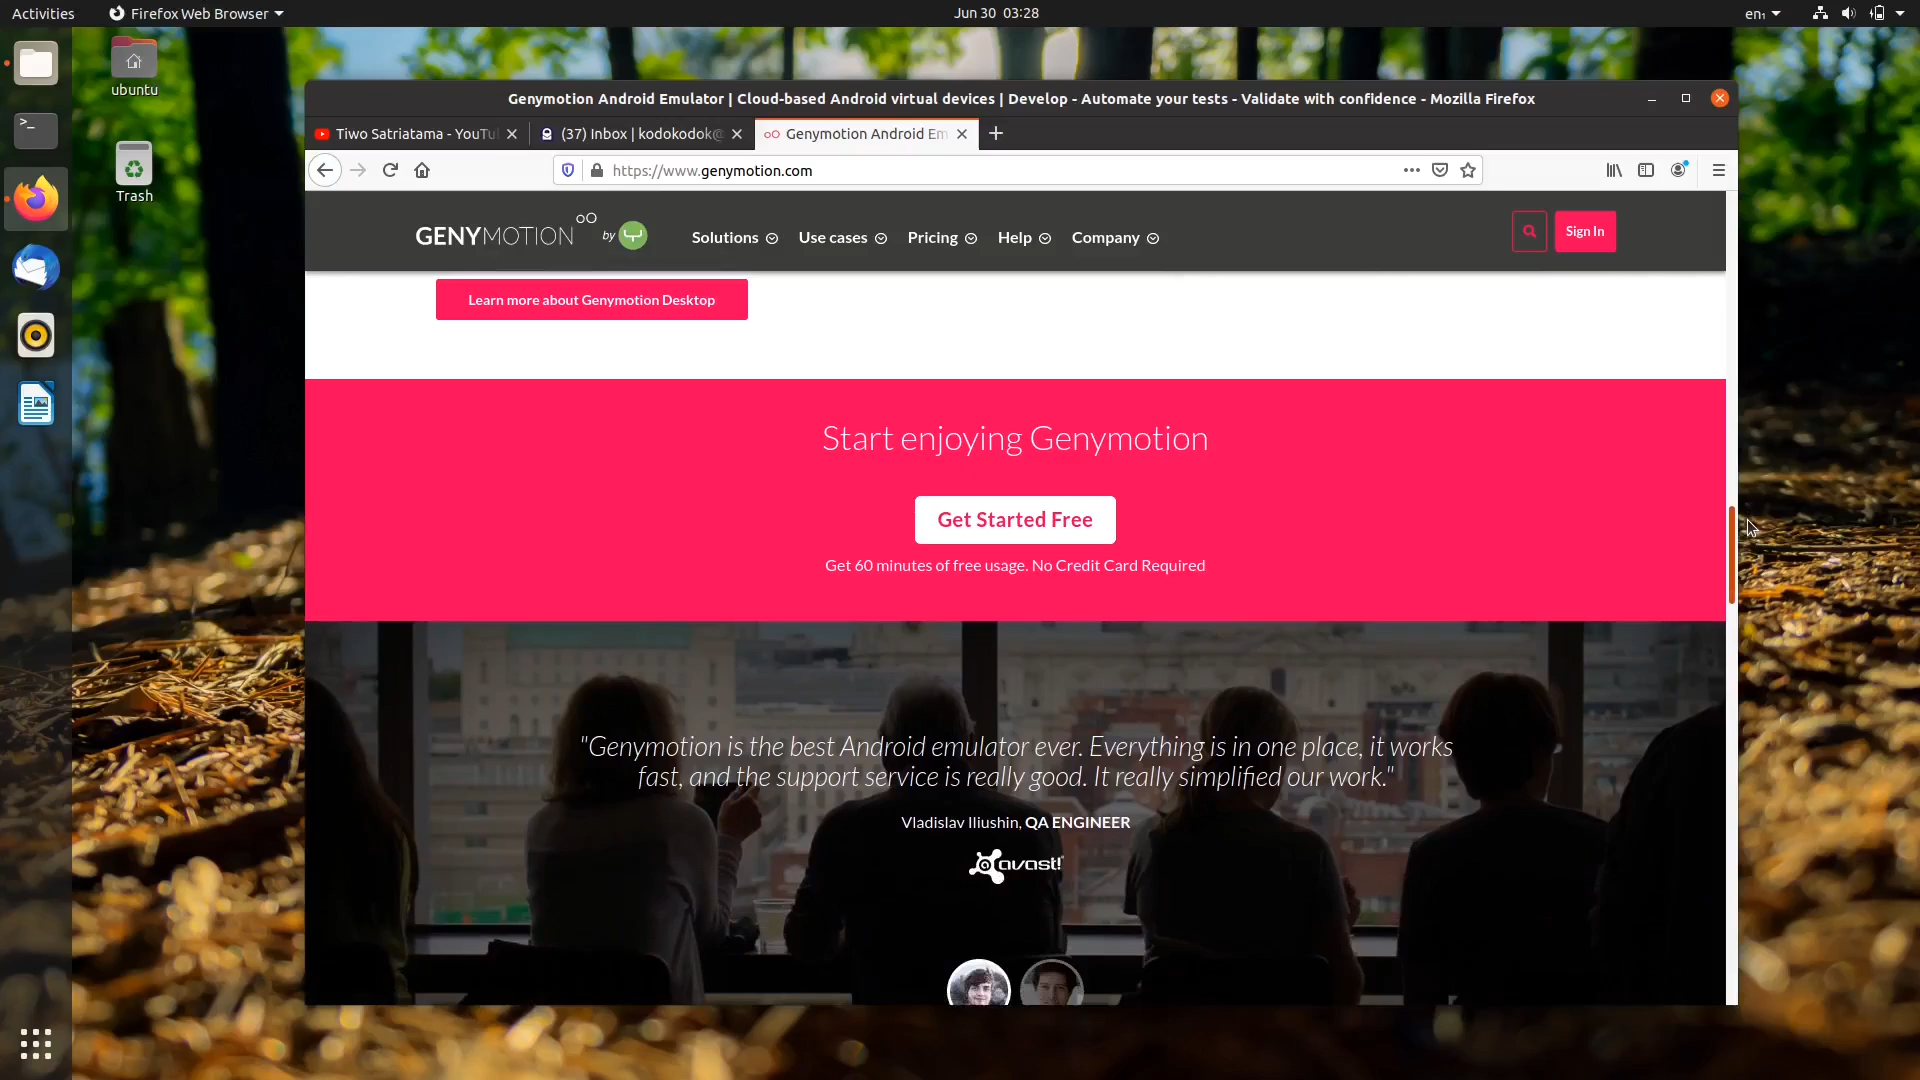 Activities
Firefox Web Browser
Jun 30 03:28
en₁
ubuntu
Trash
Genymotion Android Emulator | Cloud-based Android virtual devices | Develop - Automate your tests - Validate with confidence - Mozilla Firefox
Tiwo Satriatama - YouTu
(37) Inbox | kodokodok@
Genymotion Android Em
https://www.genymotion.com
GENYMOTION by
Solutions
Use cases
Pricing
Help
Company
Sign In
Learn more about Genymotion Desktop
Start enjoying Genymotion
Get Started Free
Get 60 minutes of free usage. No Credit Card Required
"Genymotion is the best Android emulator ever. Everything is in one place, it works
fast, and the support service is really good. It really simplified our work."
Vladislav Iliushin, QA ENGINEER
avast!